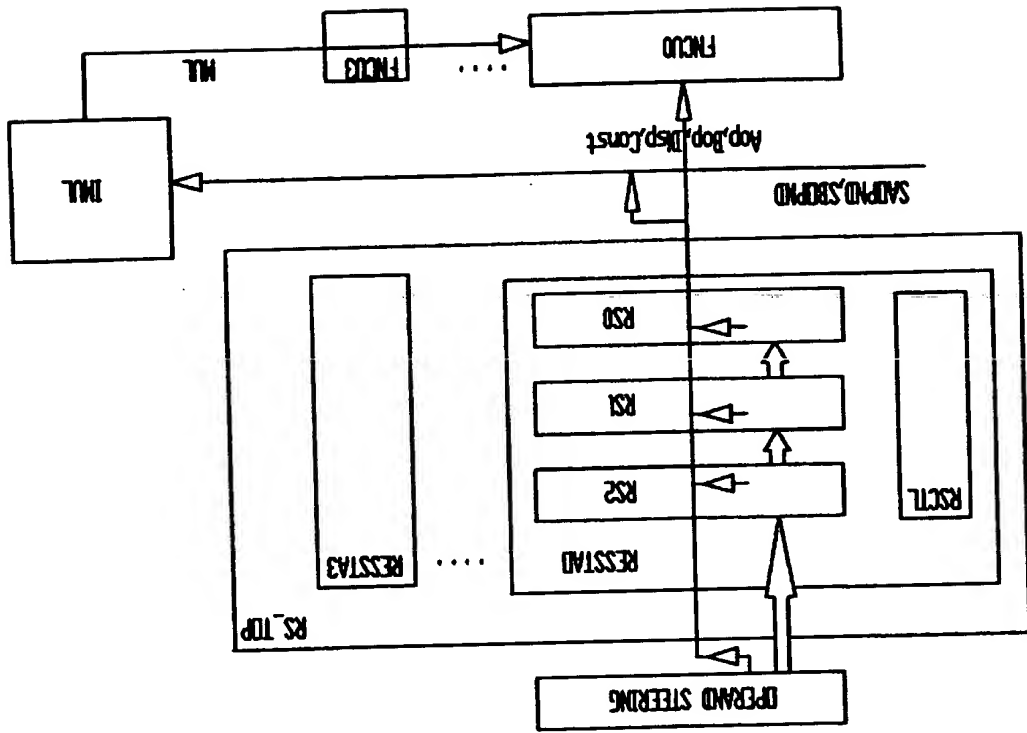 OPERAND STEERING
RS_TOP
RESSTA0
RESSTA3
....
RSCTL
RS2
RS1
RS0
SAOPND,SBOPND
Aop,Bop,Disp,Const
IMUL
FNCU0
....
FNCU3
MUL